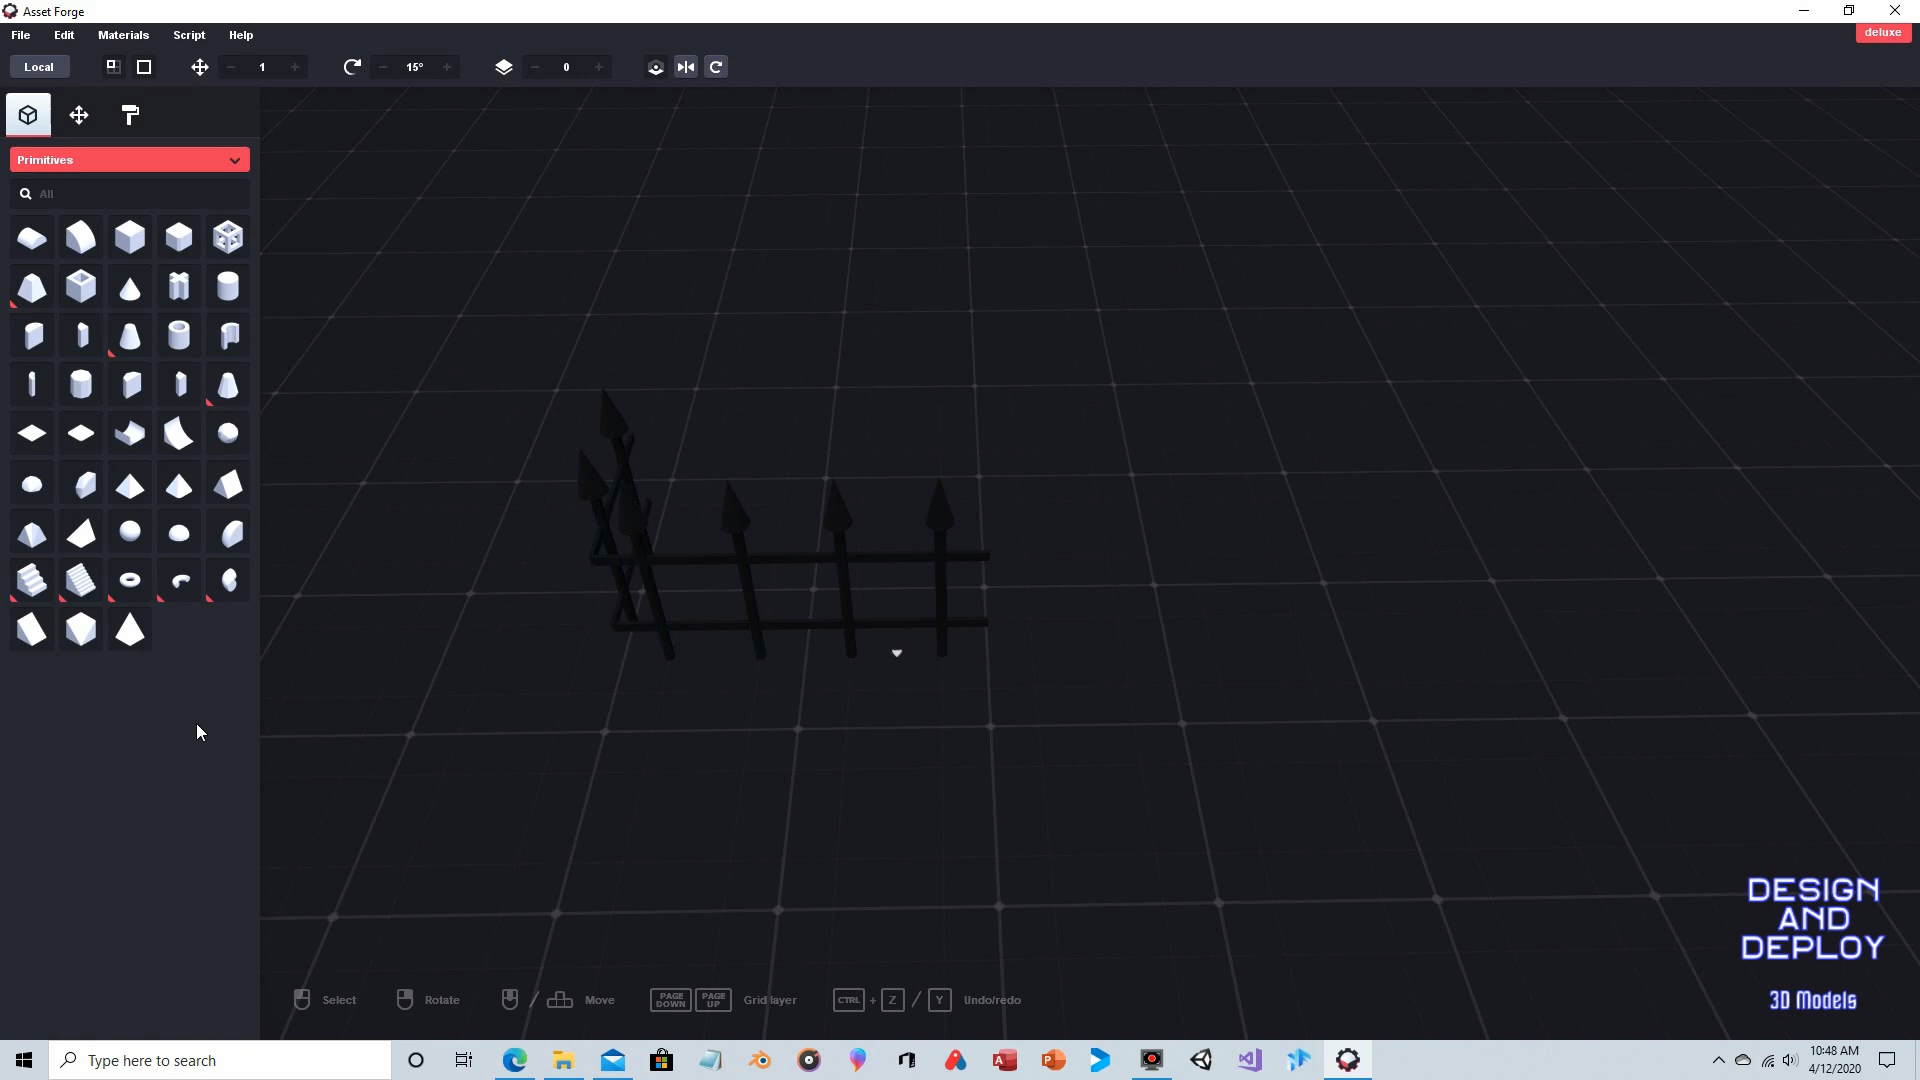 Asset Forge
File Edit Materials Script Help
deluxe
Local
1
15°
0
Primitives
All
Select
Rotate
/ Move
PAGE DOWN PAGE UP Grid layer
CTRL + Z / Y Undo/redo
DESIGN
AND
DEPLOY
3D Models
Type here to search
10:48 AM
4/12/2020